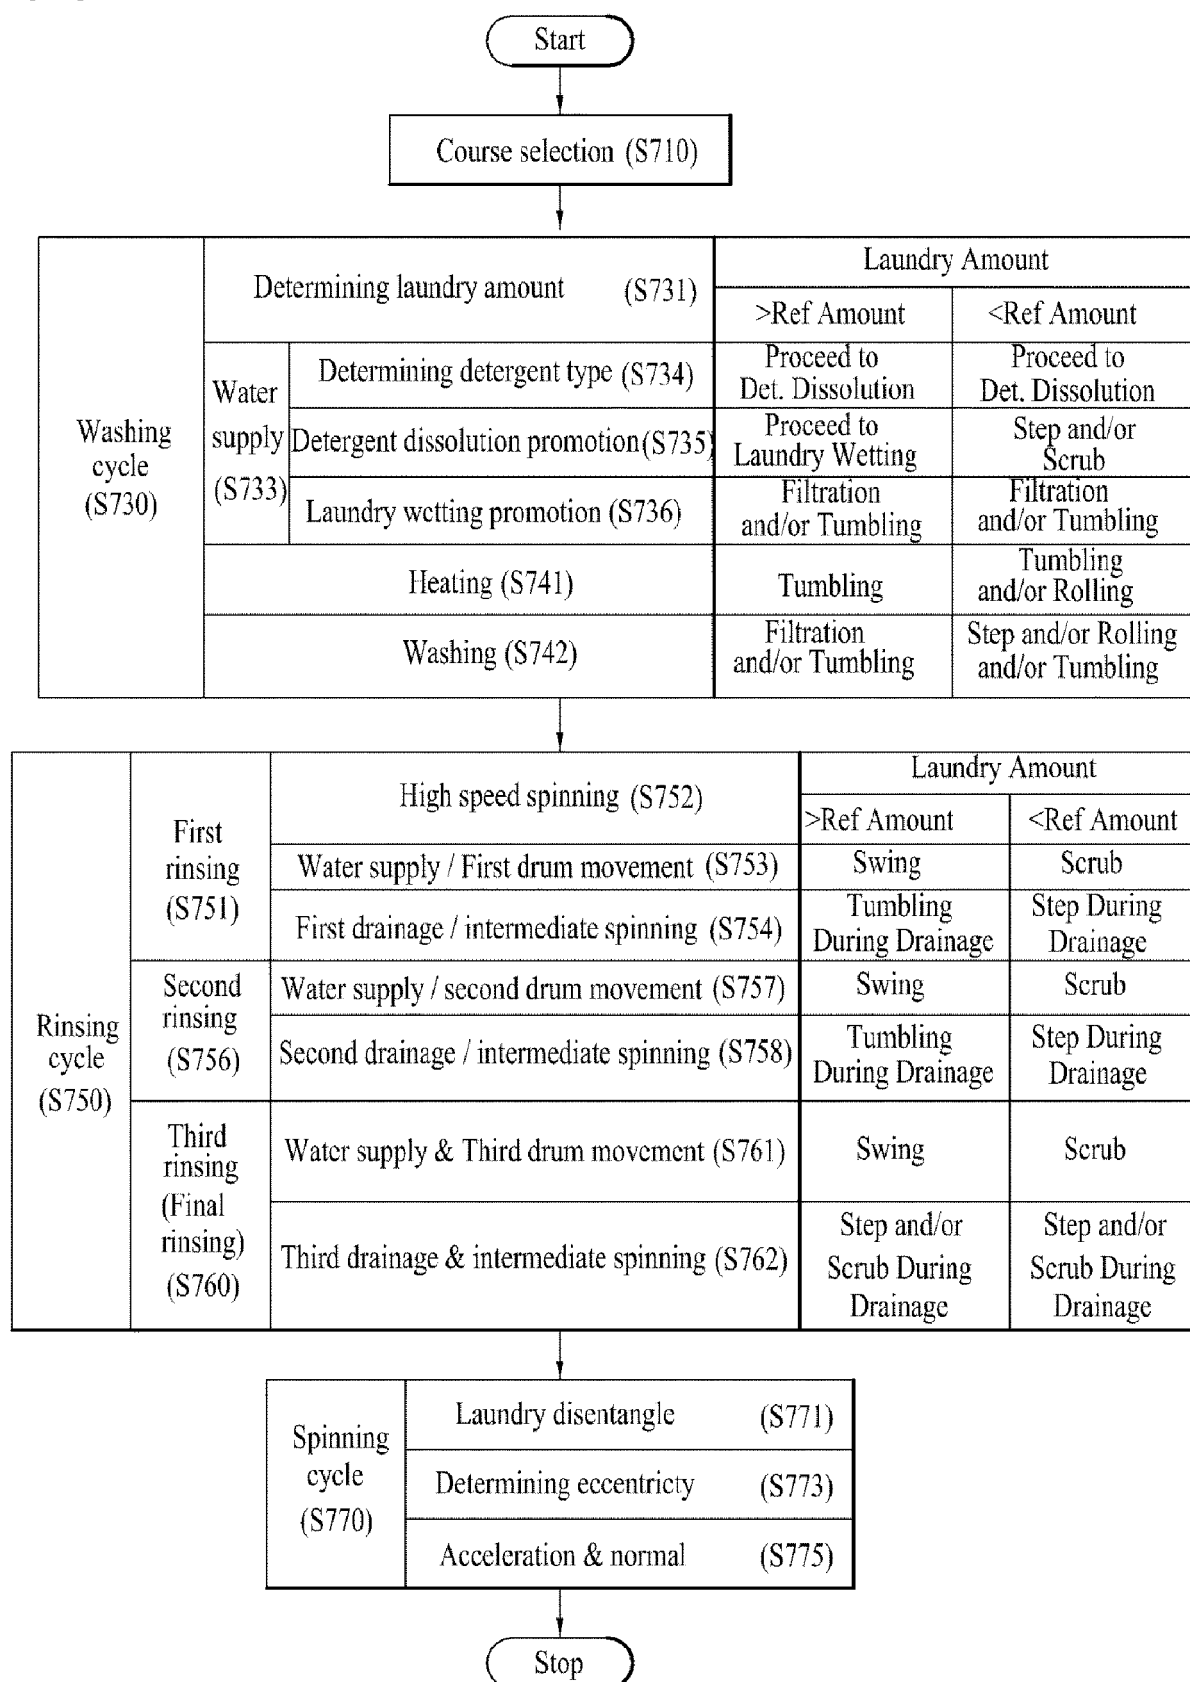 Start
Course selection (S710)
Washing
cycle
(S730)
Determining laundry amount (S731)
Laundry Amount
>Ref Amount
<Ref Amount
Water
supply
(S733)
Determining detergent type (S734)
Proceed to
Det. Dissolution
Proceed to
Det. Dissolution
Detergent dissolution promotion(S735)
Proceed to
Laundry Wetting
Step and/or
Scrub
Laundry wetting promotion (S736)
Filtration
and/or Tumbling
Filtration
and/or Tumbling
Heating (S741)
Tumbling
Tumbling
and/or Rolling
Washing (S742)
Filtration
and/or Tumbling
Step and/or Rolling
and/or Tumbling
Rinsing
cycle
(S750)
First
rinsing
(S751)
High speed spinning (S752)
Laundry Amount
>Ref Amount
<Ref Amount
Water supply / First drum movement (S753)
Swing
Scrub
First drainage / intermediate spinning (S754)
Tumbling
During Drainage
Step During
Drainage
Second
rinsing
(S756)
Water supply / second drum movement (S757)
Swing
Scrub
Second drainage / intermediate spinning (S758)
Tumbling
During Drainage
Step During
Drainage
Third
rinsing
(Final
rinsing)
(S760)
Water supply & Third drum movement (S761)
Swing
Scrub
Third drainage & intermediate spinning (S762)
Step and/or
Scrub During
Drainage
Step and/or
Scrub During
Drainage
Spinning
cycle
(S770)
Laundry disentangle (S771)
Determining eccentricty (S773)
Acceleration & normal (S775)
Stop